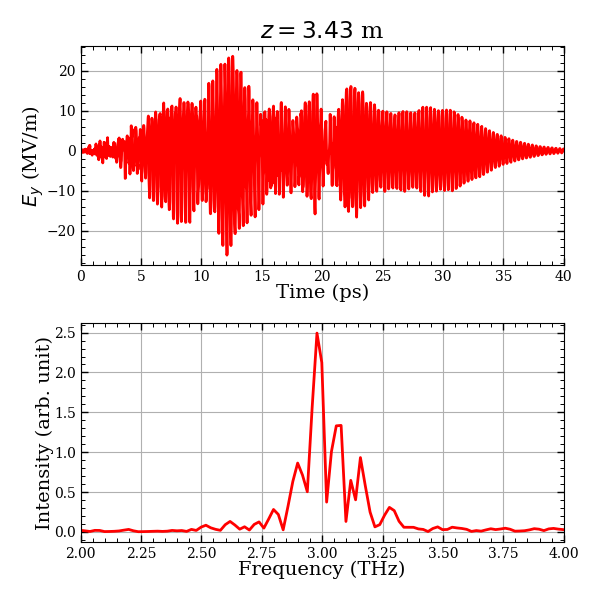 z = 3.43 m
E_y (MV/m)
20
10
0
−10
−20
0 5 10 15 20 25 30 35 40
Time (ps)
Intensity (arb. unit)
2.5
2.0
1.5
1.0
0.5
0.0
2.00 2.25 2.50 2.75 3.00 3.25 3.50 3.75 4.00
Frequency (THz)